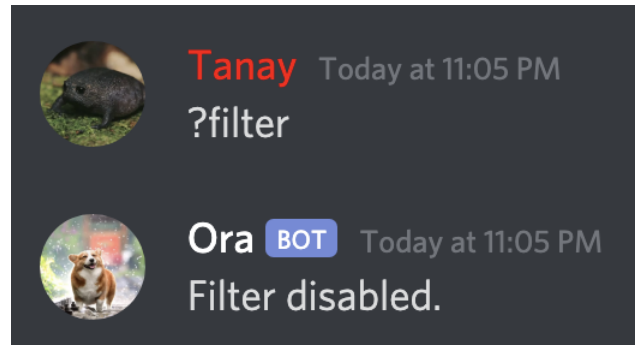 Tanay Today at 11:05 PM
?filter
Ora BOT Today at 11:05 PM
Filter disabled.